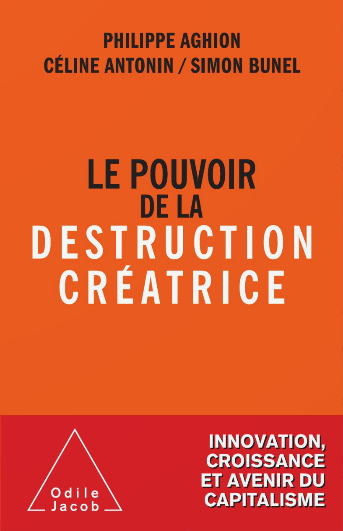 PHILIPPE AGHION
CÉLINE ANTONIN / SIMON BUNEL
LE POUVOIR
DE LA
DESTRUCTION
CRÉATRICE
Odile
Jacob
INNOVATION,
CROISSANCE
ET AVENIR DU
CAPITALISME